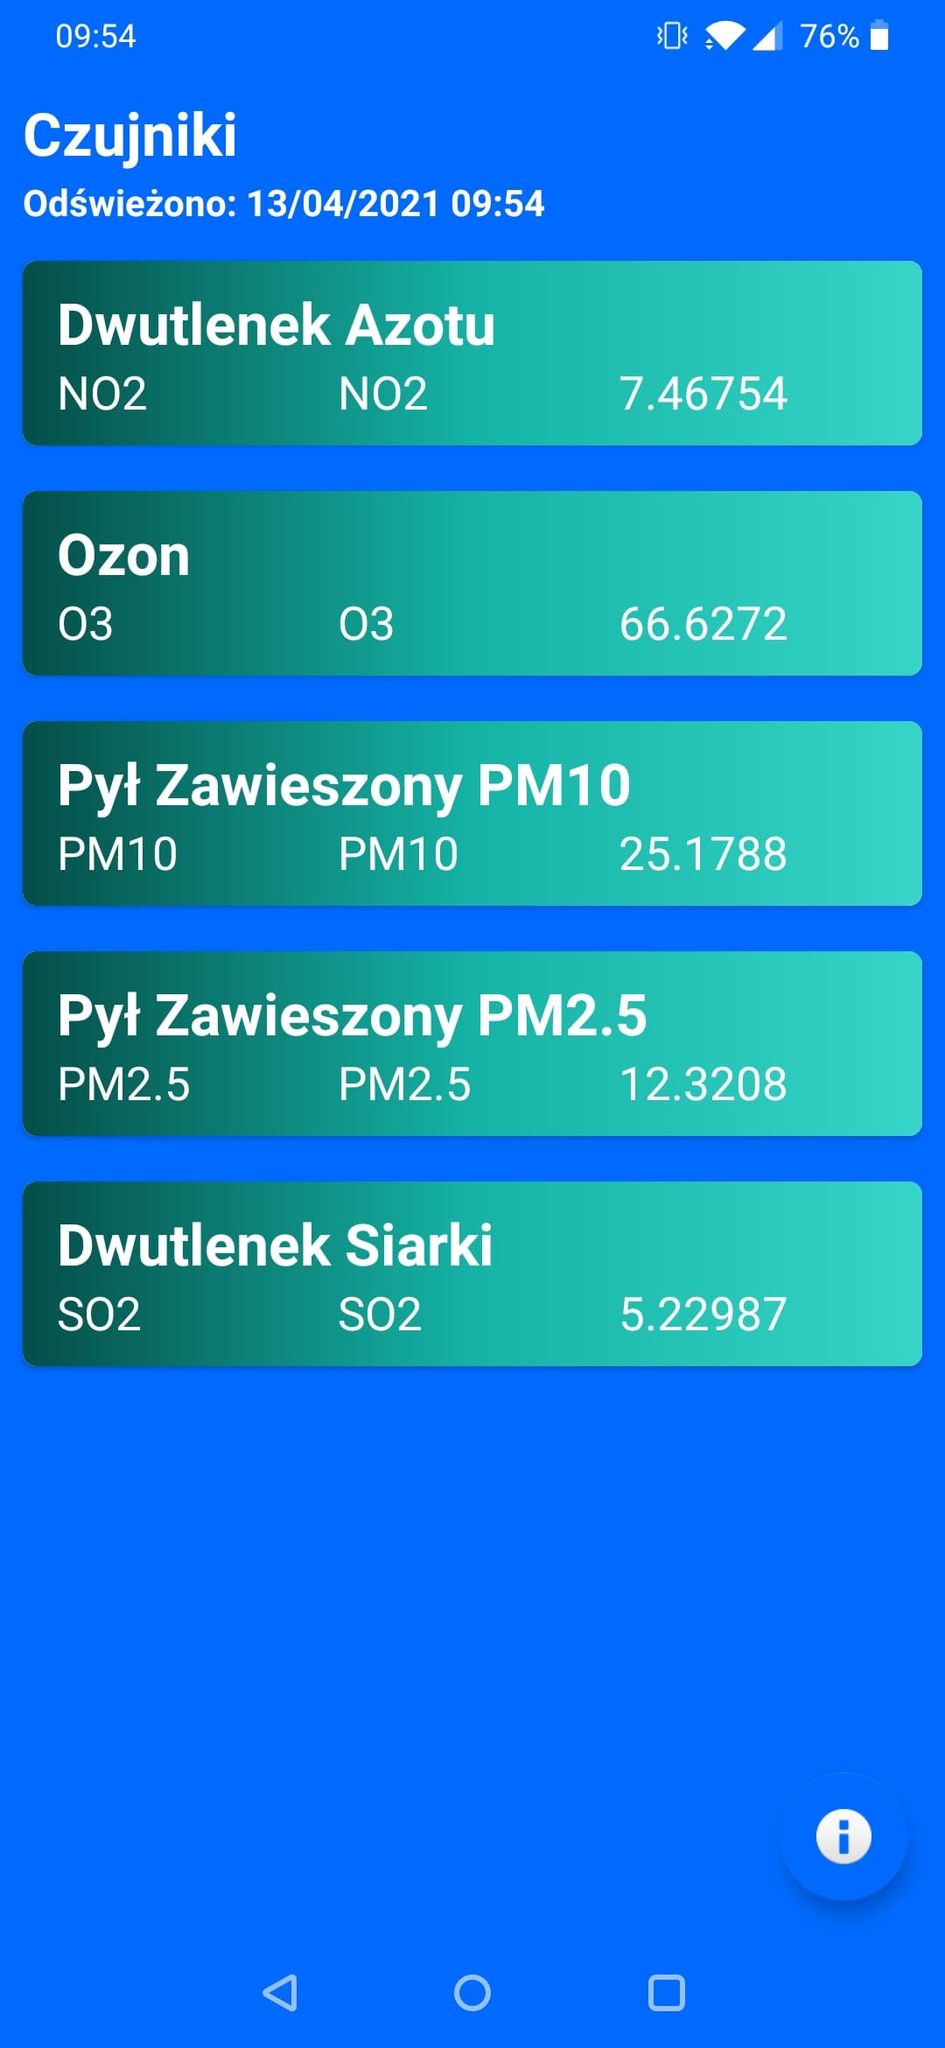 09:54 76%
Czujniki
Odświeżono: 13/04/2021 09:54
Dwutlenek Azotu
NO2 NO2 7.46754
Ozon
O3 O3 66.6272
Pył Zawieszony PM10
PM10 PM10 25.1788
Pył Zawieszony PM2.5
PM2.5 PM2.5 12.3208
Dwutlenek Siarki
SO2 SO2 5.22987